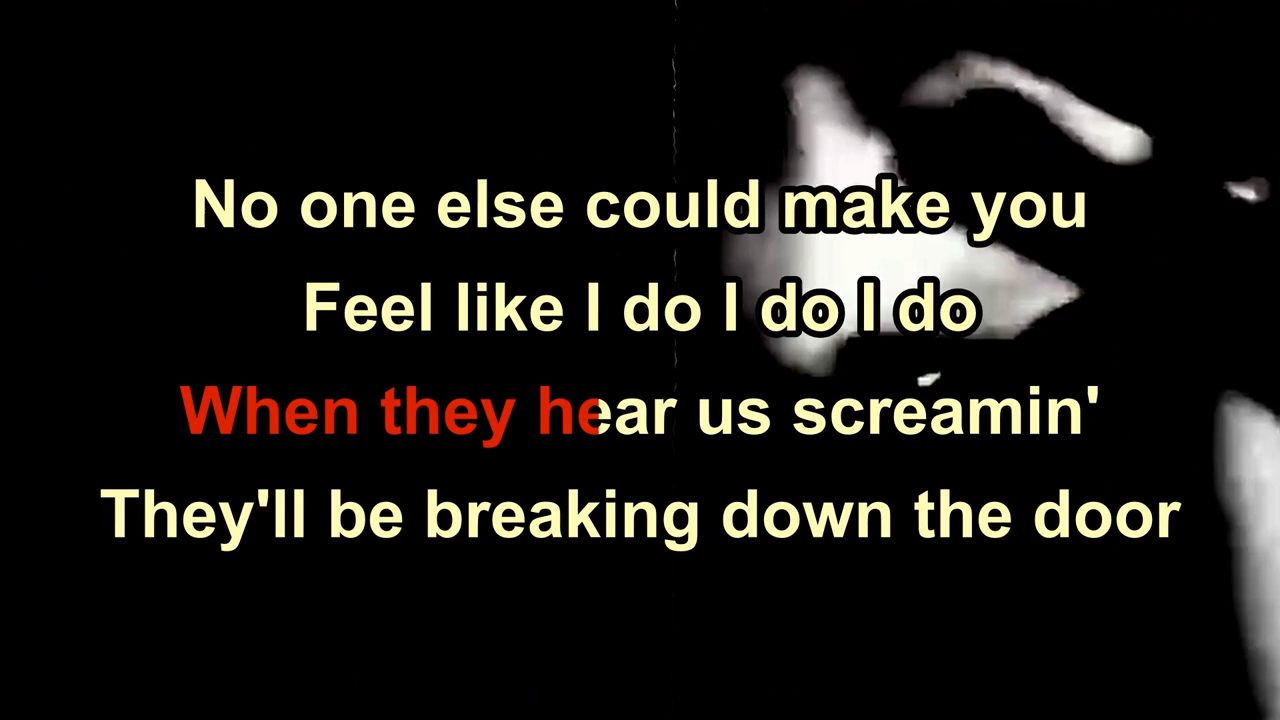 No one else could make you
Feel like I do I do I do
When they hear us screamin'
They'll be breaking down the door